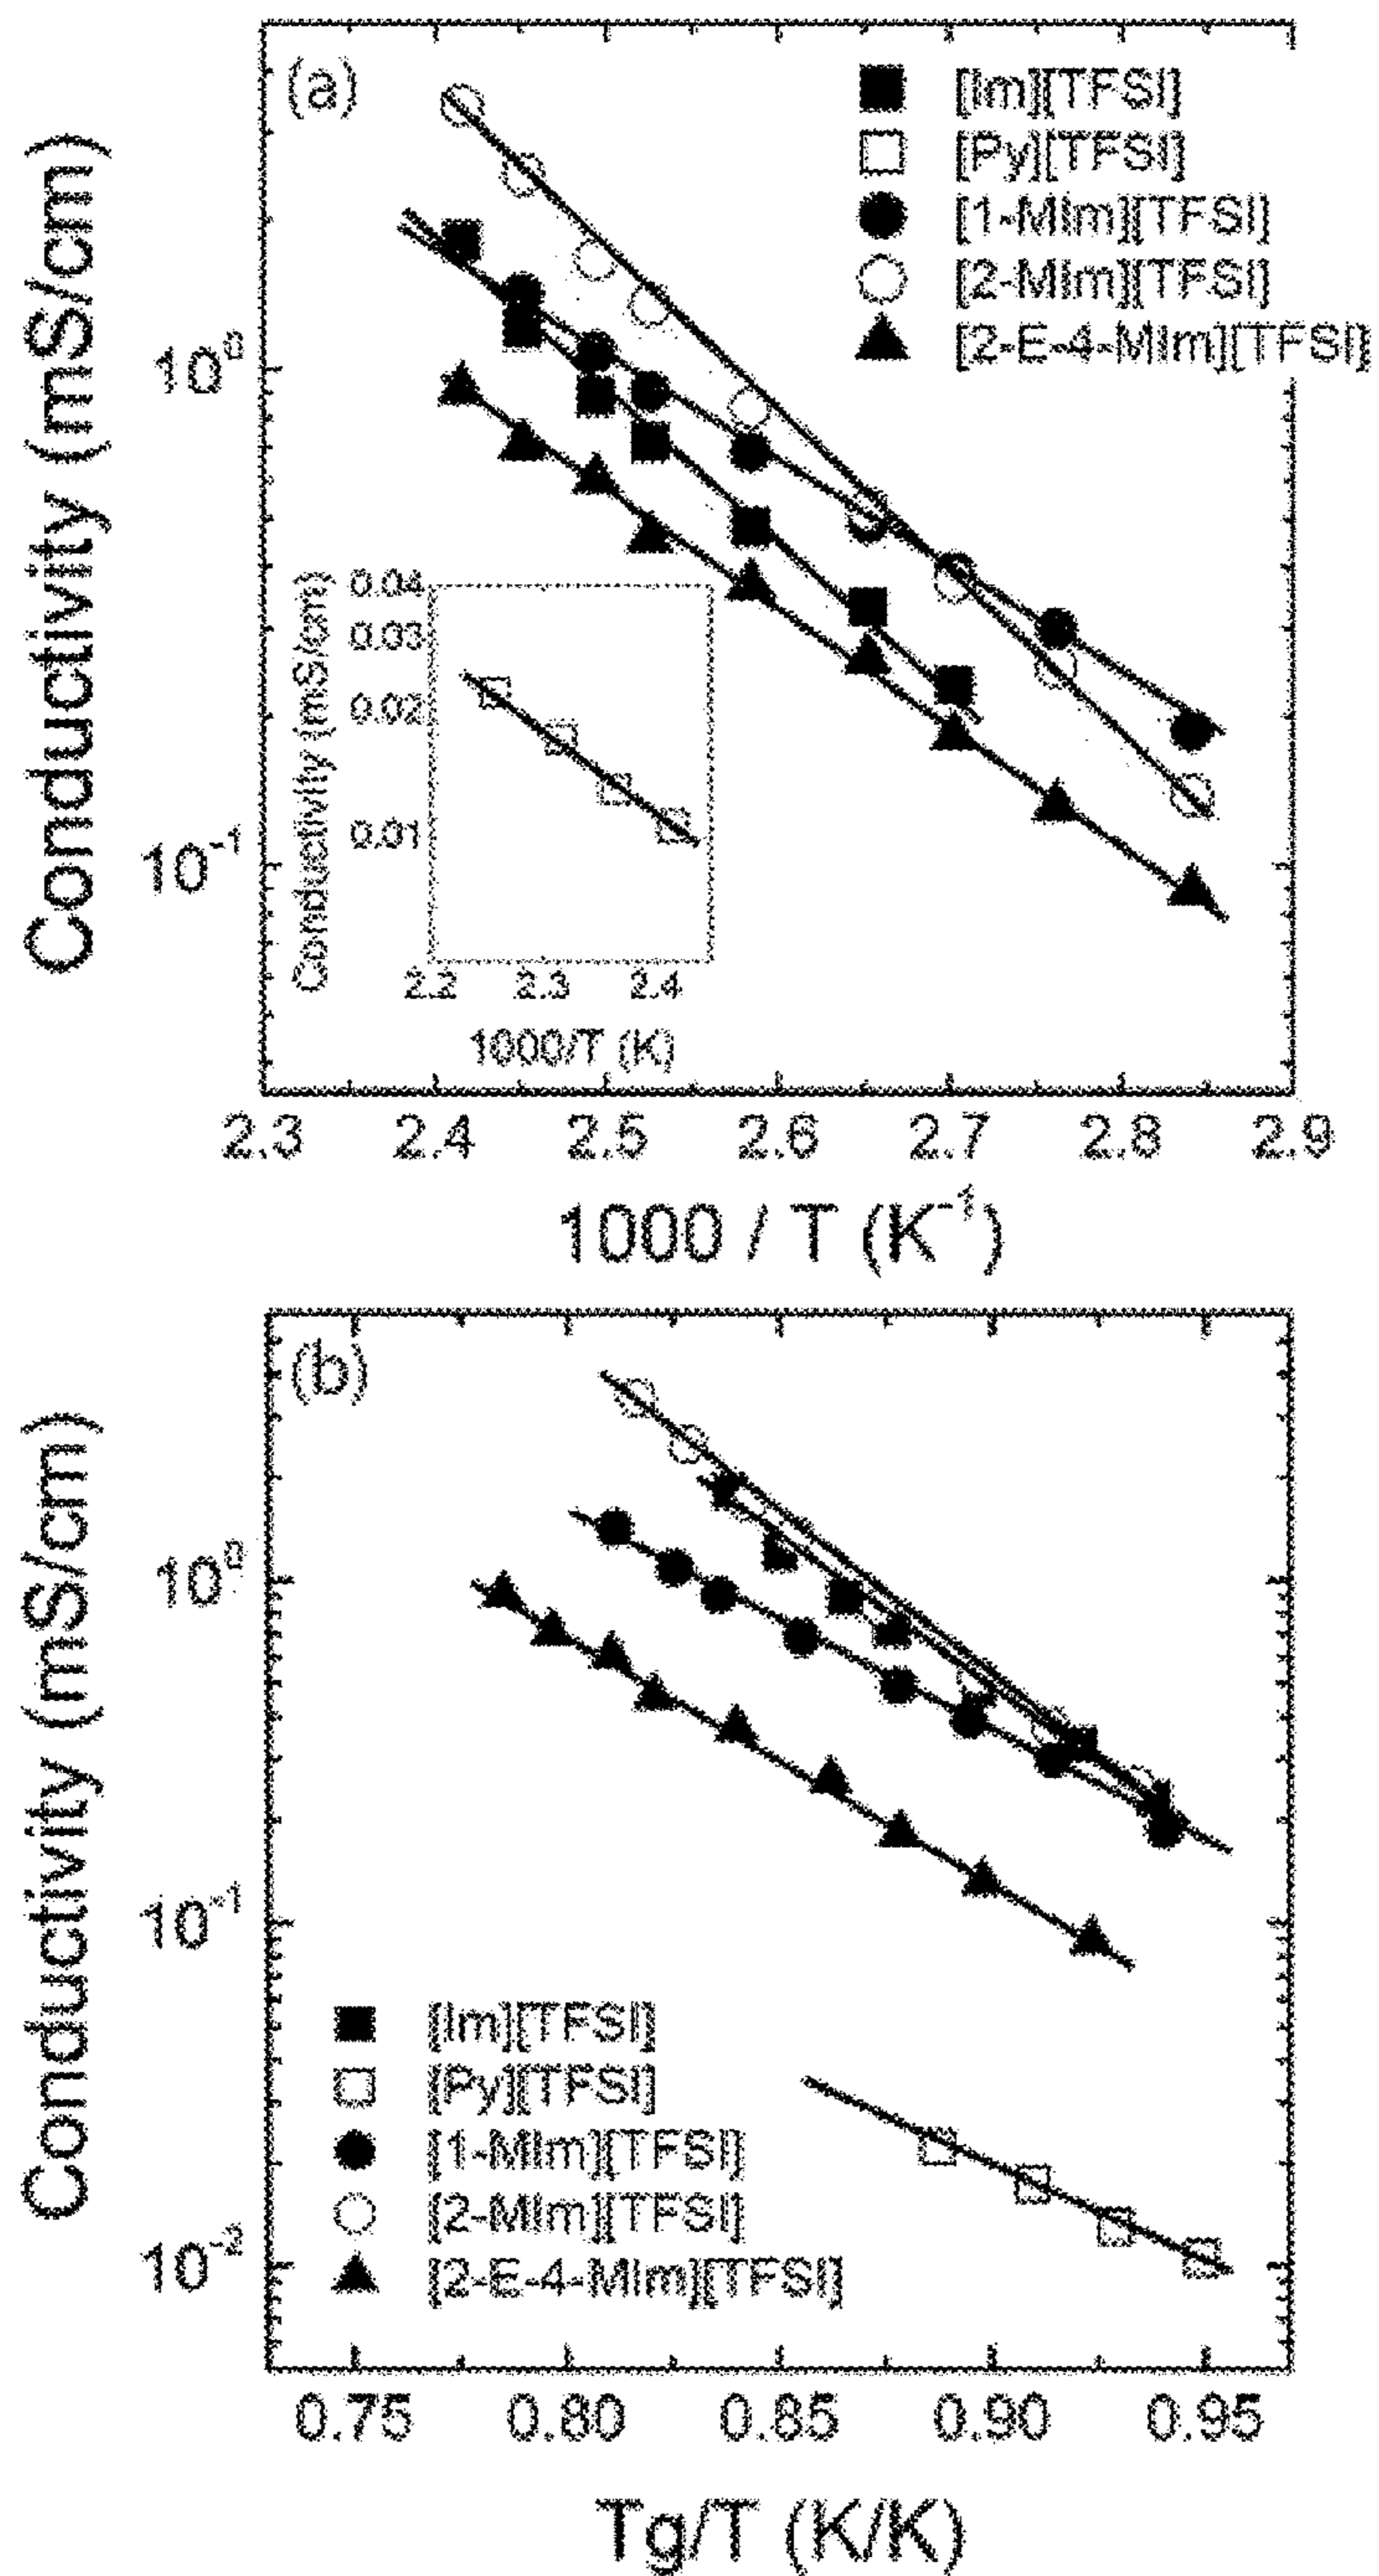 (a)
[Im][TFSI]
[Py][TFSI]
[1-MIm][TFSI]
[2-MIm][TFSI]
[2-E-4-MIm][TFSI]
Conductivity (mS/cm)
10⁰
10⁻¹
Conductivity (mS/cm)
0.04
0.03
0.02
0.01
2.2 2.3 2.4
1000/T (K)
2.3 2.4 2.5 2.6 2.7 2.8 2.9
1000 / T (K⁻¹)
(b)
Conductivity (mS/cm)
10⁰
10⁻¹
10⁻²
[Im][TFSI]
[Py][TFSI]
[1-MIm][TFSI]
[2-MIm][TFSI]
[2-E-4-MIm][TFSI]
0.75 0.80 0.85 0.90 0.95
Tg/T (K/K)